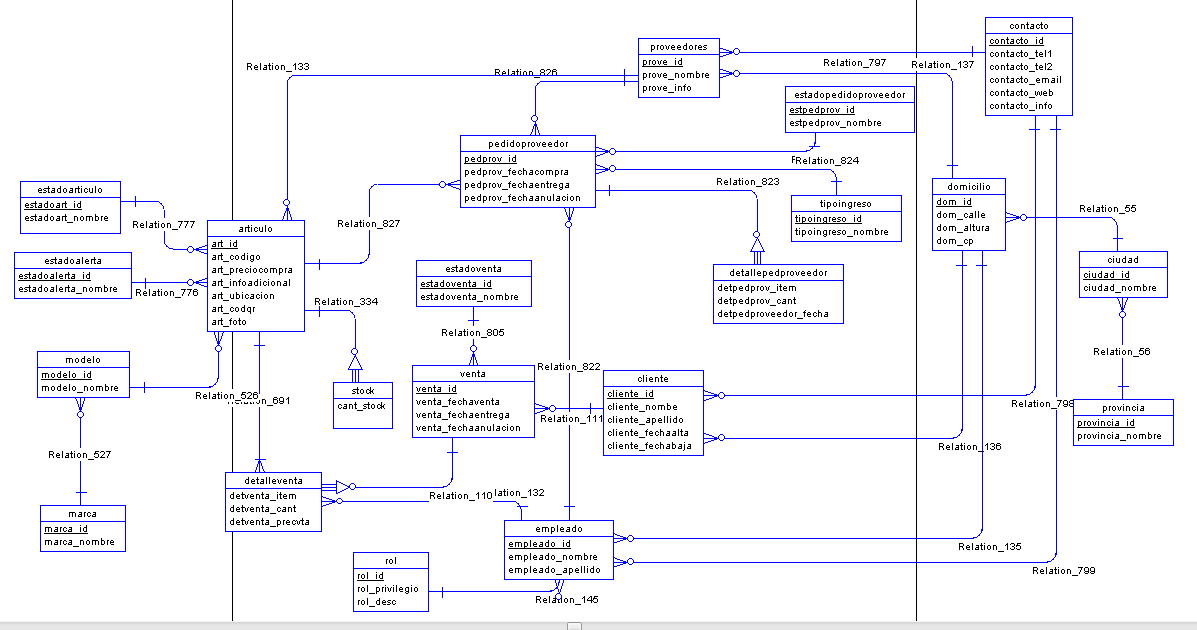 contacto
contacto_id
contacto_tel1
contacto_tel2
contacto_email
contacto_web
contacto_info
proveedores
prove_id
prove_nombre
prove_info
Relation_133
Relation_826
Relation_797
Relation_137
estadopedidoproveedor
estpedprov_id
estpedprov_nombre
pedidoproveedor
pedprov_id
pedprov_fechacompra
pedprov_fechaentrega
pedprov_fechaanulacion
Relation_824
Relation_823
tipoingreso
tipoingreso_id
tipoingreso_nombre
domicilio
dom_id
dom_calle
dom_altura
dom_cp
Relation_55
estadoarticulo
estadoart_id
estadoart_nombre
Relation_777
Relation_827
articulo
art_id
art_codigo
art_preciocompra
art_infoadicional
art_ubicacion
art_codqr
art_foto
estadoalerta
estadoalerta_id
estadoalerta_nombre
Relation_776
estadoventa
estadoventa_id
estadoventa_nombre
detallepedproveedor
detpedprov_item
detpedprov_cant
detpedproveedor_fecha
ciudad
ciudad_id
ciudad_nombre
Relation_334
Relation_805
Relation_56
modelo
modelo_id
modelo_nombre
Relation_526
Relation_822
stock
cant_stock
venta
venta_id
venta_fechaventa
venta_fechaentrega
venta_fechaanulacion
cliente
cliente_id
cliente_nombre
cliente_apellido
cliente_fechaalta
cliente_fechabaja
Relation_111
Relation_798
provincia
provincia_id
provincia_nombre
Relation_527
Relation_136
detalleventa
detventa_item
detventa_cant
detventa_precvta
Relation_110
marca
marca_id
marca_nombre
empleado
empleado_id
empleado_nombre
empleado_apellido
Relation_135
Relation_799
rol
rol_id
rol_privilegio
rol_desc
Relation_145